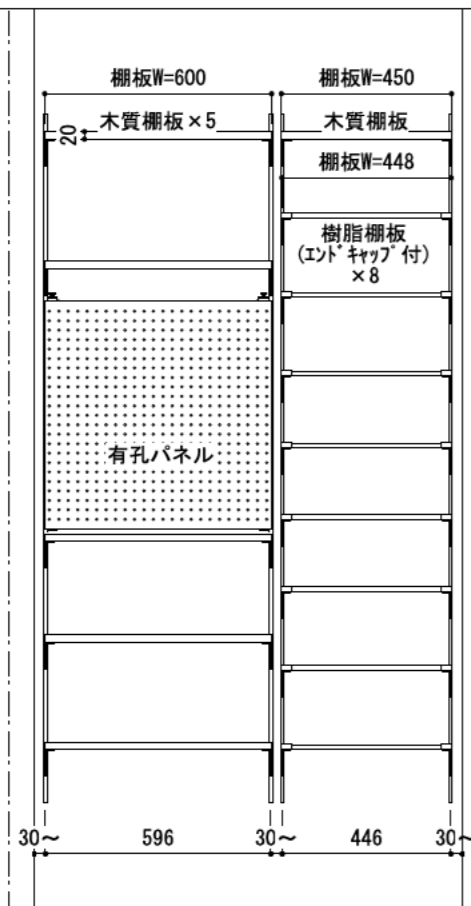 棚板W=600
棚板W=450
木質棚板×5
木質棚板
20
棚板W=448
樹脂棚板
(ｴﾝﾄﾞｷｬｯﾌﾟ付)
×8
有孔パネル
30～
596
30～
446
30～